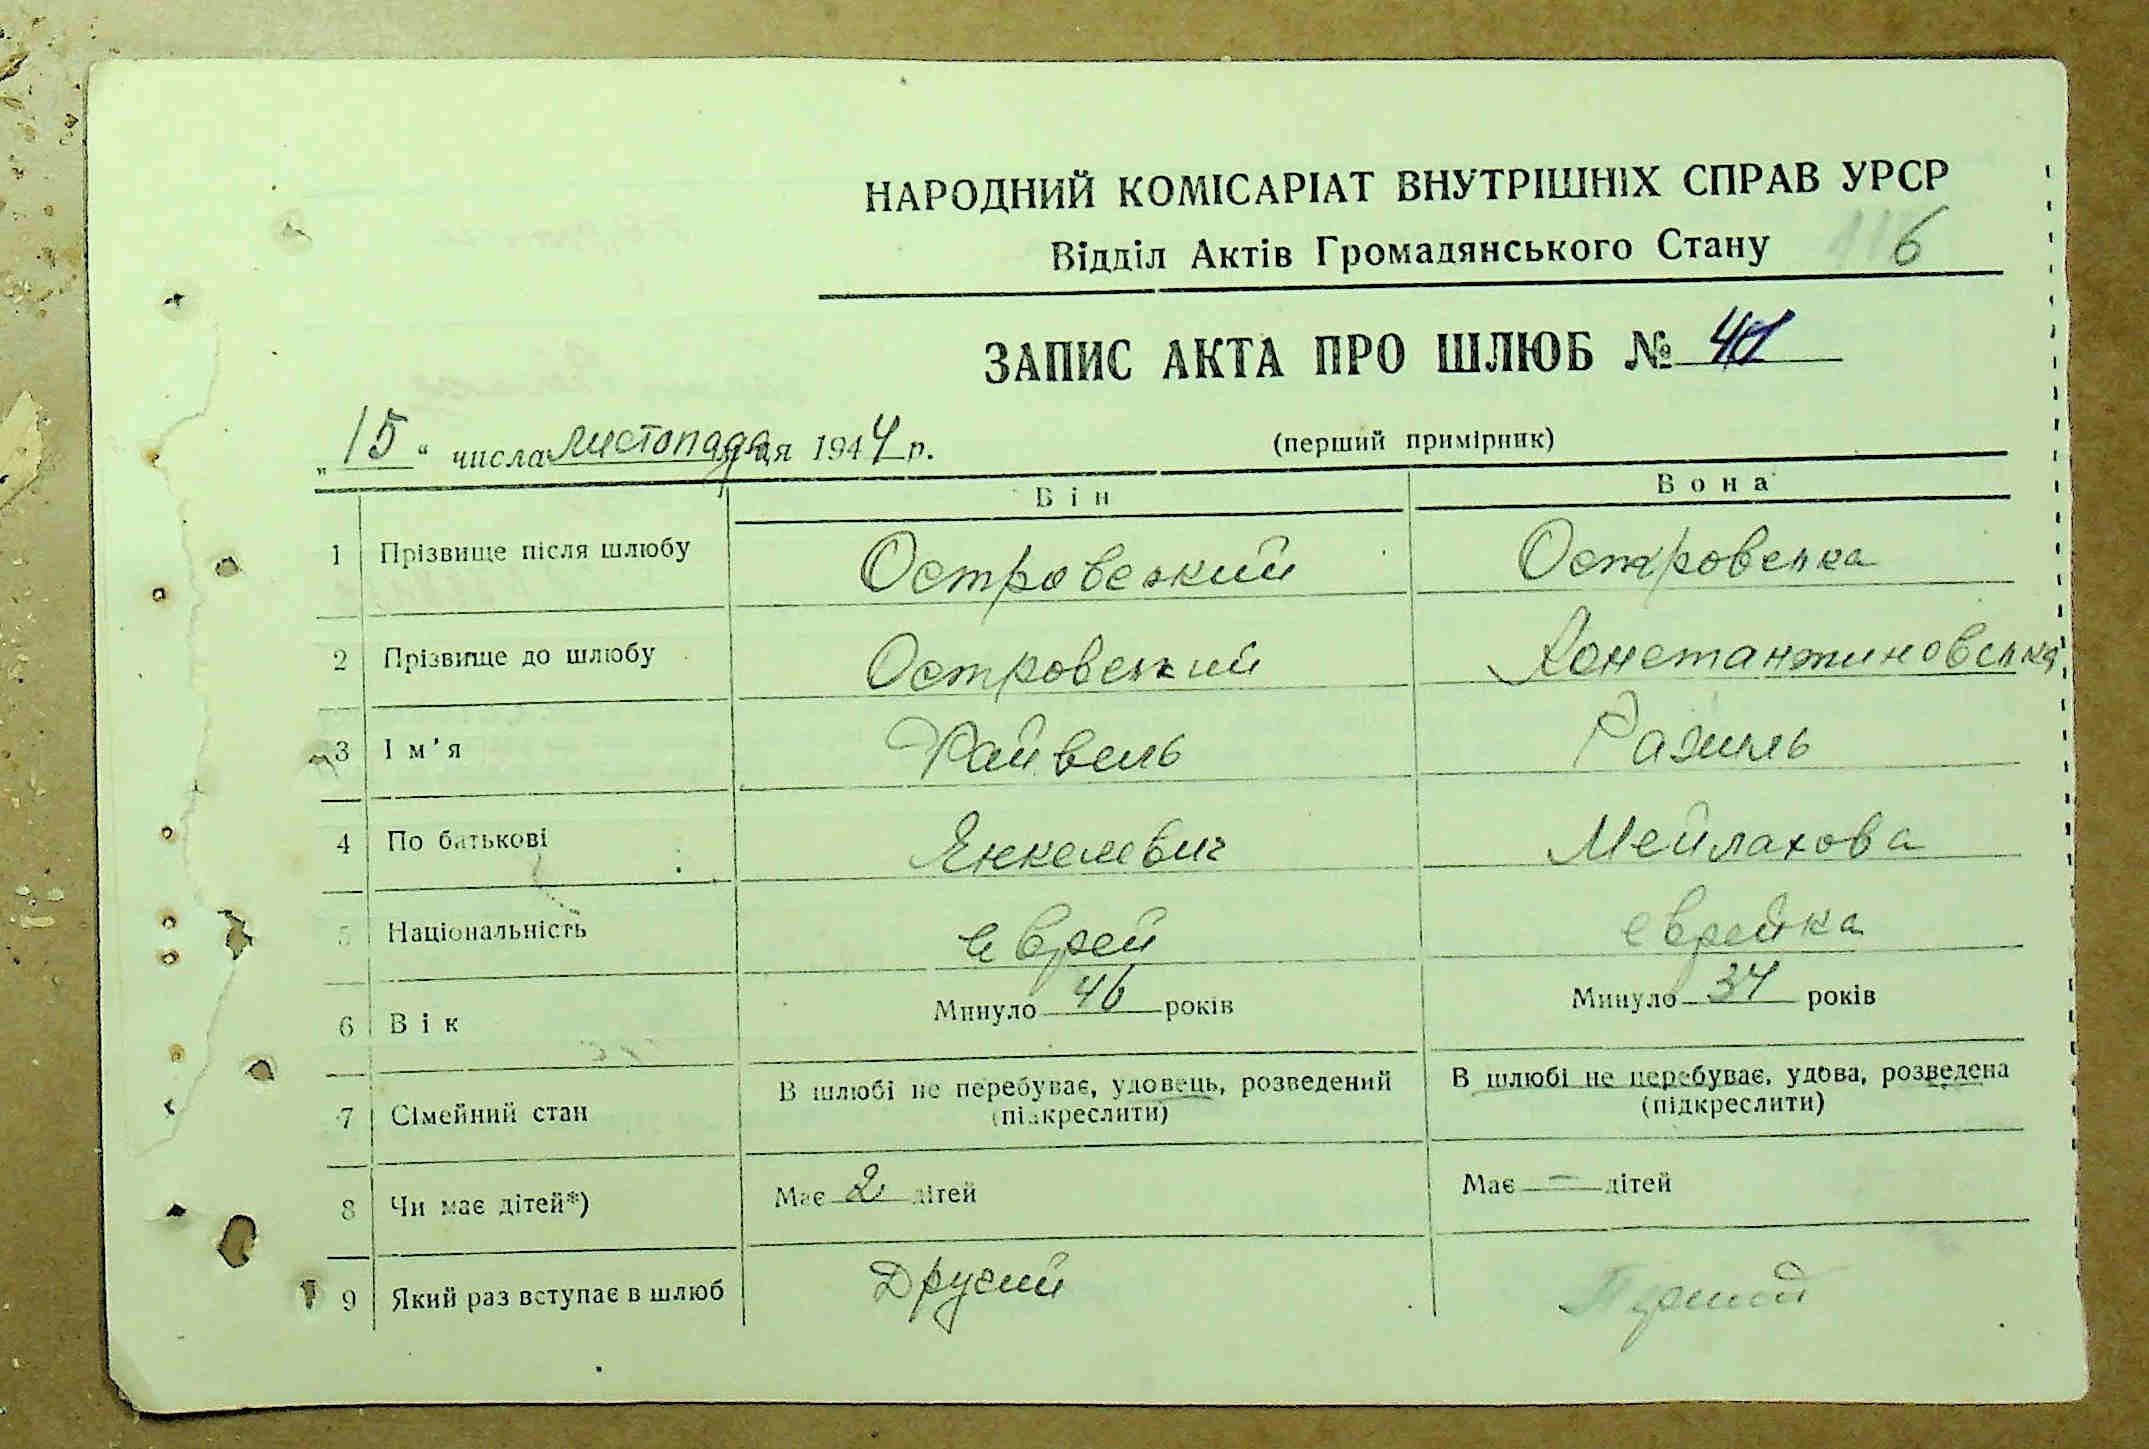 НАРОДНИЙ КОМІСАРІАТ ВНУТРІШНІХ СПРАВ УРСР
Відділ Актів Громадянського Стану 116
ЗАПИС АКТА ПРО ШЛЮБ №
„15“ числа листопада ця 1944 р. (перший примірник)
Він Вона
1 Прізвище після шлюбу Островський Островська
2 Прізвище до шлюбу Островський Константиновська
3 Ім'я Файвель Рахиль
4 По батькові Янкелевич Мейлахова
5 Національність еврей еврейка
6 Вік Минуло 46 років Минуло 34 років
7 Сімейний стан В шлюбі не перебуває, удовець, розведений (підкреслити) В шлюбі не перебуває, удова, розведена (підкреслити)
8 Чи має дітей*) Має 2 дітей Має — дітей
9 Який раз вступає в шлюб Другий Перший